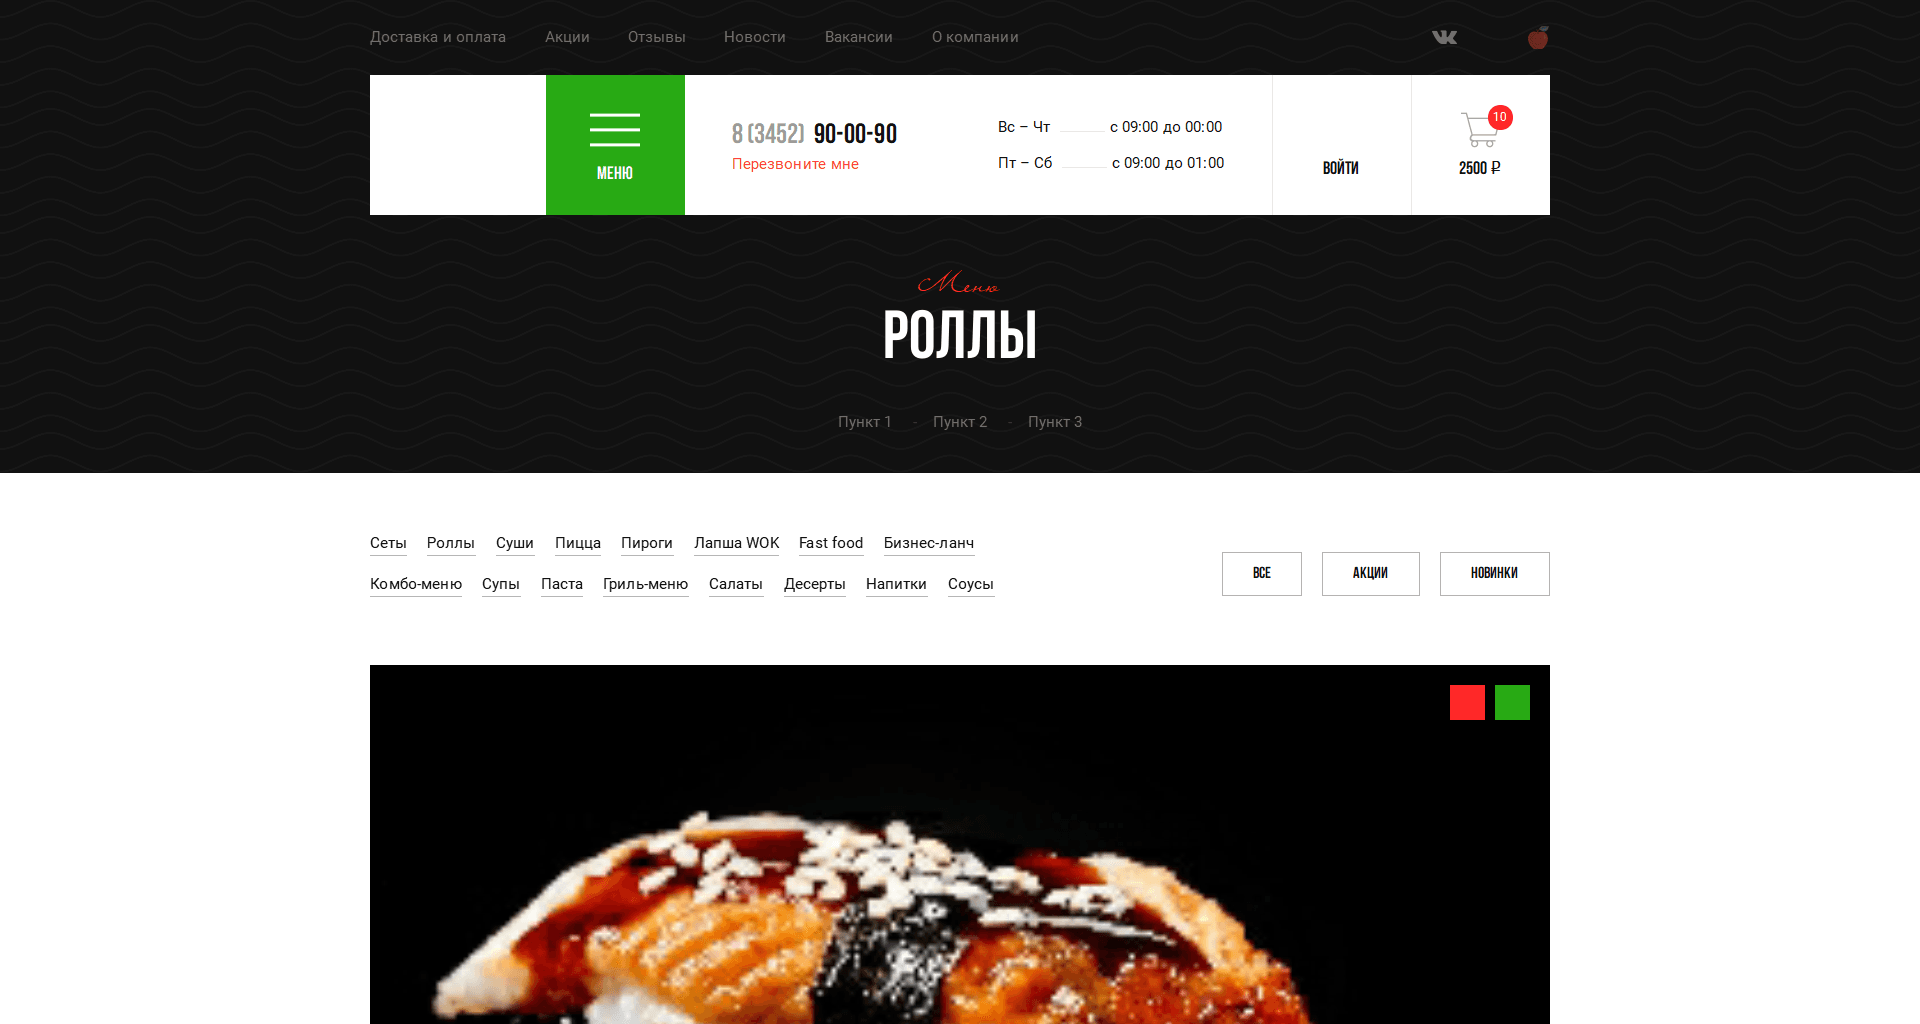 Доставка и оплата Акции Отзывы Новости Вакансии О компании
МЕНЮ
8 (3452) 90-00-90
Перезвоните мне
Вс – Чт с 09:00 до 00:00
Пт – Сб с 09:00 до 01:00
ВОЙТИ
10
2500 ₽
Меню
РОЛЛЫ
Пункт 1 - Пункт 2 - Пункт 3
Сеты Роллы Суши Пицца Пироги Лапша WOK Fast food Бизнес-ланч
Комбо-меню Супы Паста Гриль-меню Салаты Десерты Напитки Соусы
ВСЕ АКЦИИ НОВИНКИ